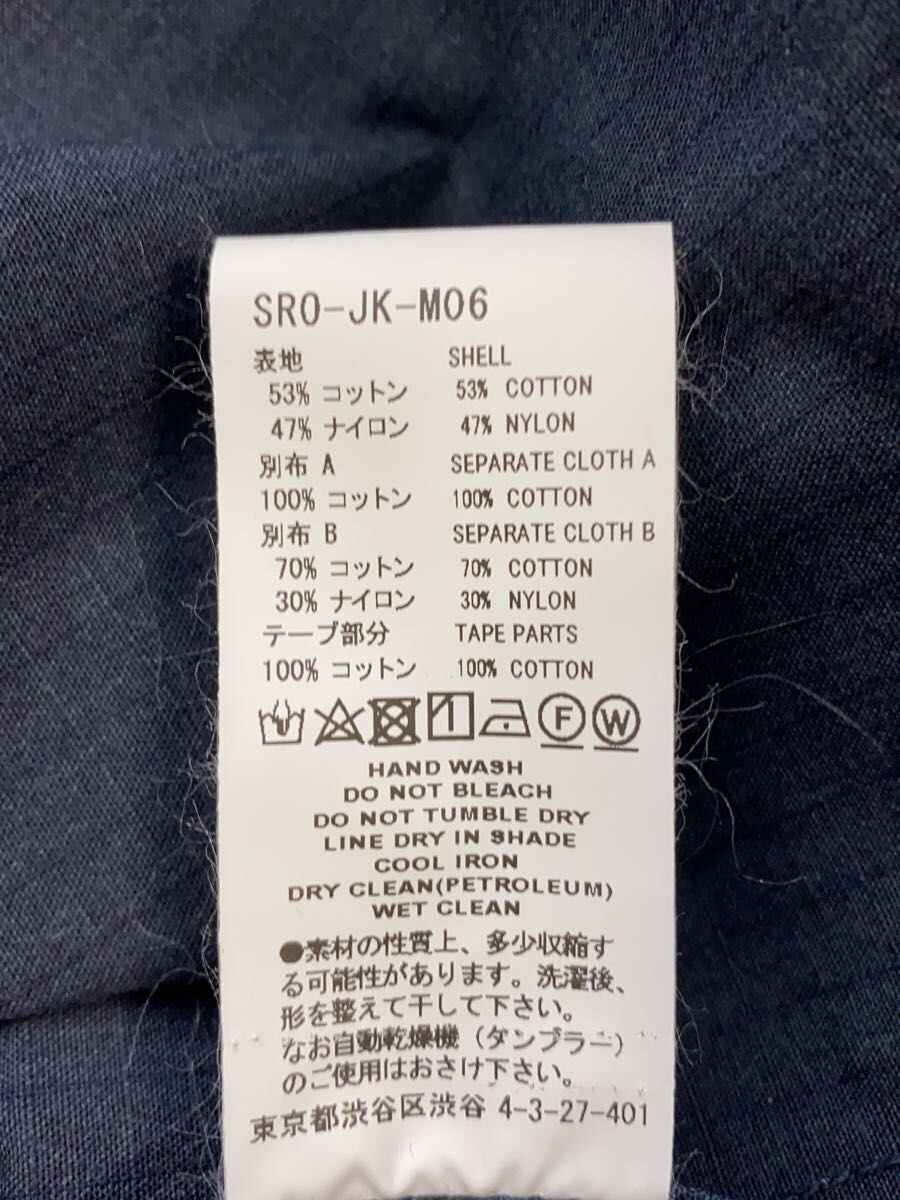 SRO-JK-M06
表地 SHELL
53% コットン 53% COTTON
47% ナイロン 47% NYLON
別布 A SEPARATE CLOTH A
100% コットン 100% COTTON
別布 B SEPARATE CLOTH B
70% コットン 70% COTTON
30% ナイロン 30% NYLON
テープ部分 TAPE PARTS
100% コットン 100% COTTON
F W
HAND WASH
DO NOT BLEACH
DO NOT TUMBLE DRY
LINE DRY IN SHADE
COOL IRON
DRY CLEAN(PETROLEUM)
WET CLEAN
●素材の性質上、多少収縮す
る可能性があります。洗濯後、
形を整えて干して下さい。
なお自動乾燥機（タンブラー）
のご使用はおさけ下さい。
東京都渋谷区渋谷 4-3-27-401